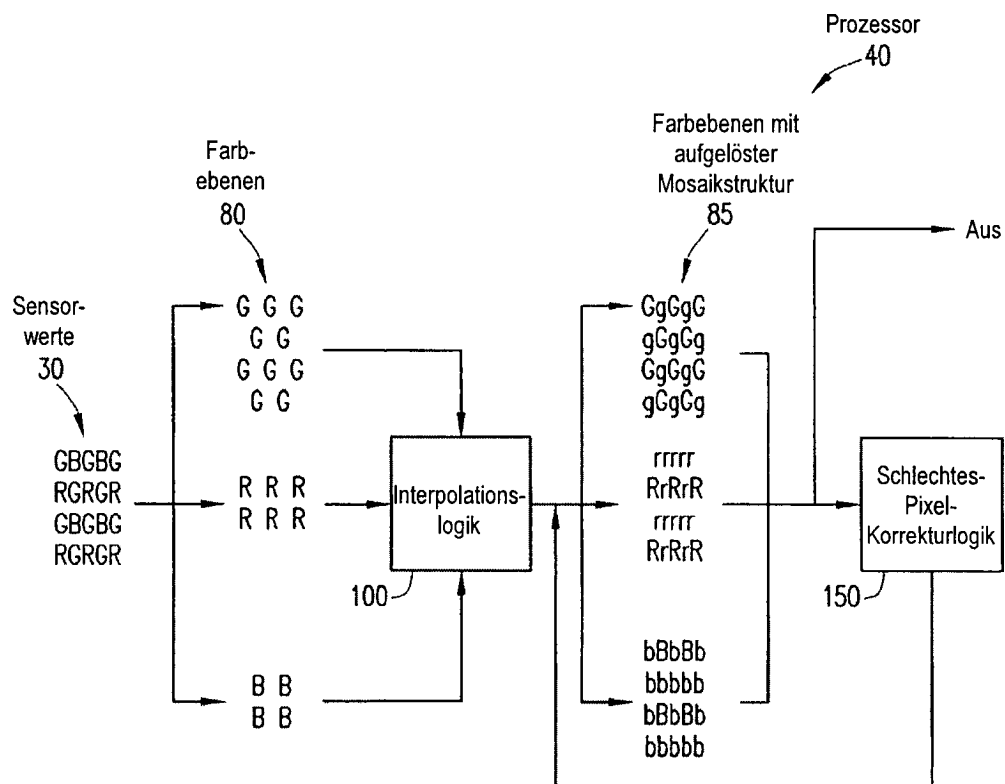 Prozessor
40
Farbebenen mit
aufgelöster
Mosaikstruktur
85
Farb-
ebenen
80
Aus
Sensor-
werte
30
G G G
G G
G G G
G G
GgGgG
gGgGg
GgGgG
gGgGg
GBGBG
RGRGR
GBGBG
RGRGR
R R R
R R R
Interpolations-
logik
100
rrrrr
RrRrR
rrrrr
RrRrR
Schlechtes-
Pixel-
Korrekturlogik
150
B B
B B
bBbBb
bbbbb
bBbBb
bbbbb